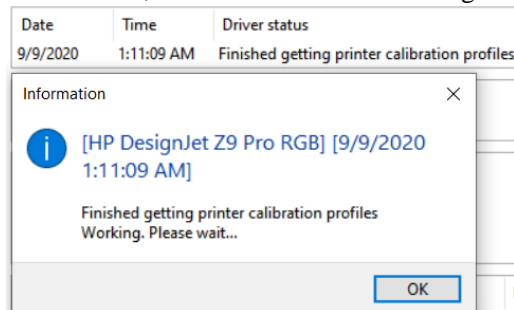 Date Time Driver status
9/9/2020 1:11:09 AM Finished getting printer calibration profiles
Information
[HP DesignJet Z9 Pro RGB] [9/9/2020
1:11:09 AM]
Finished getting printer calibration profiles
Working. Please wait...
OK